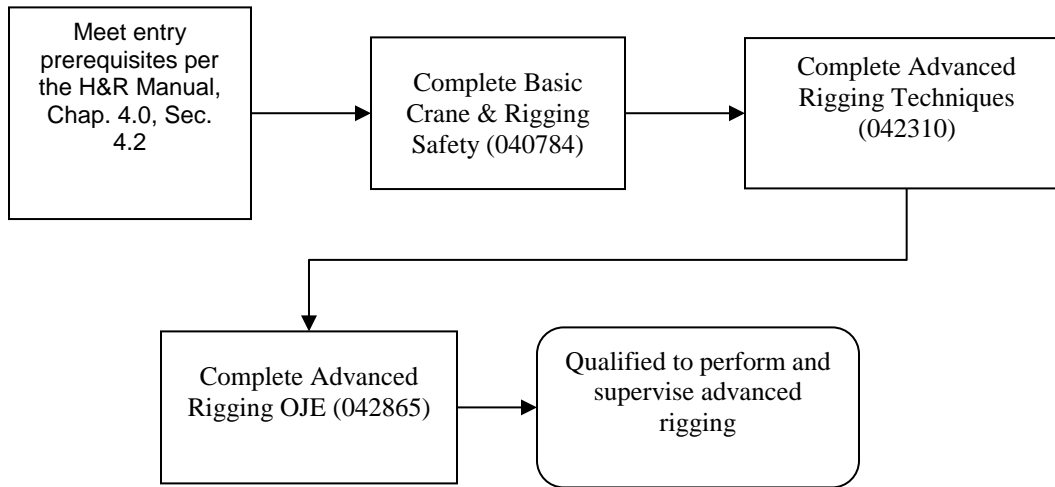 Meet entry
prerequisites per
the H&R Manual,
Chap. 4.0, Sec.
4.2
Complete Basic
Crane & Rigging
Safety (040784)
Complete Advanced
Rigging Techniques
(042310)
Complete Advanced
Rigging OJE (042865)
Qualified to perform and
supervise advanced
rigging